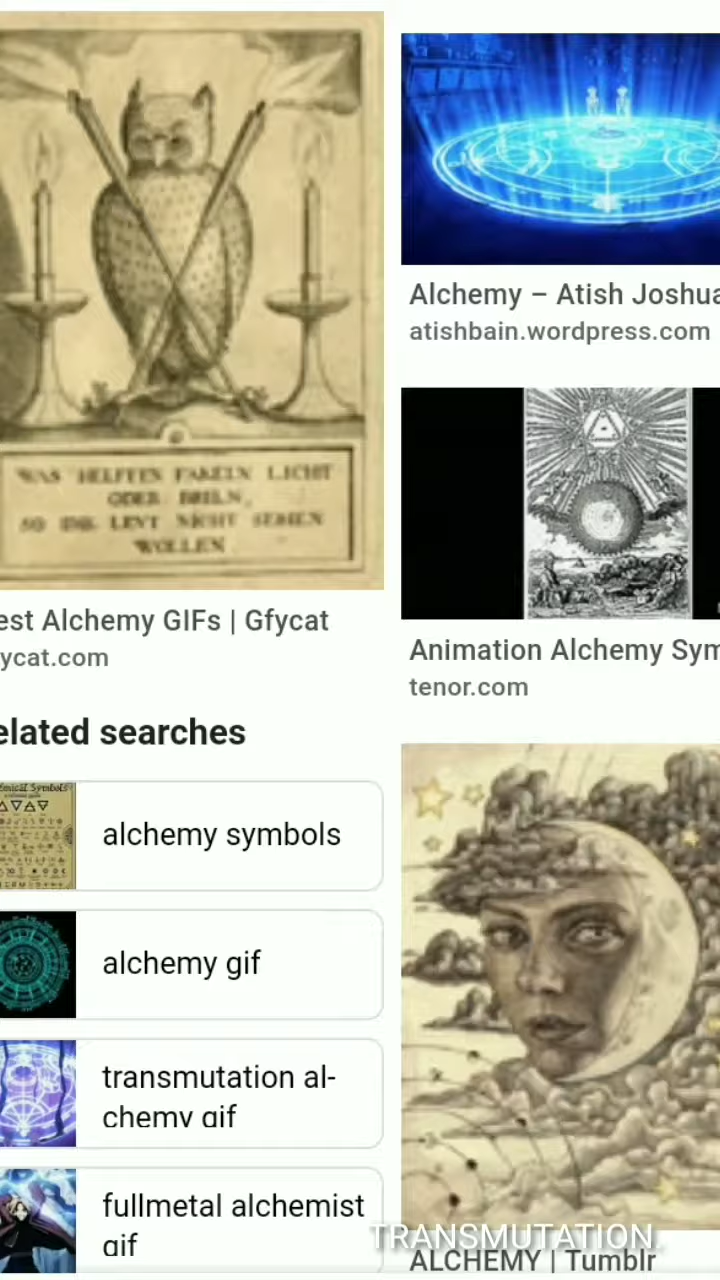 WAS HELFFEN FAKELN LICHT
ODER BRILN,
SO DIE LEVT NICHT SEHEN
WOLLEN
est Alchemy GIFs | Gfycat
ycat.com
elated searches
alchemy symbols
alchemy gif
transmutation al-
chemy gif
fullmetal alchemist
gif
Alchemy – Atish Joshua
atishbain.wordpress.com
Animation Alchemy Sym
tenor.com
TRANSMUTATION.
ALCHEMY | Tumblr